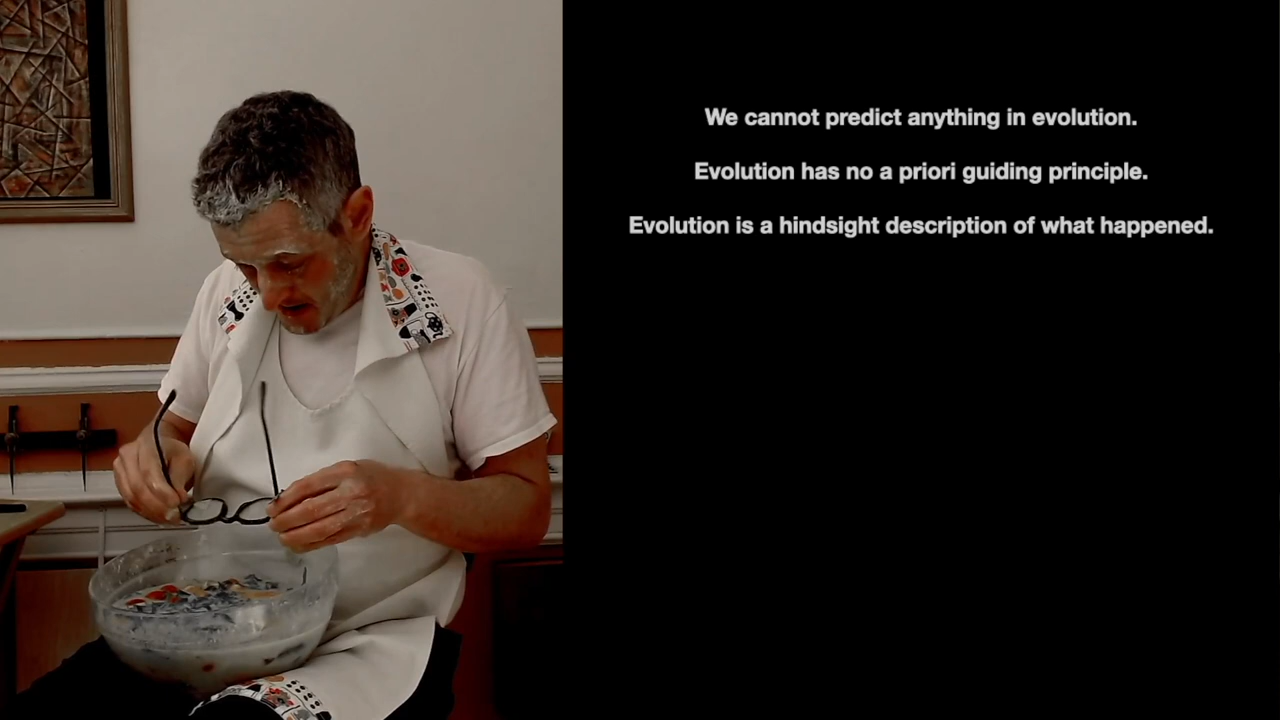 We cannot predict anything in evolution.
Evolution has no a priori guiding principle.
Evolution is a hindsight description of what happened.